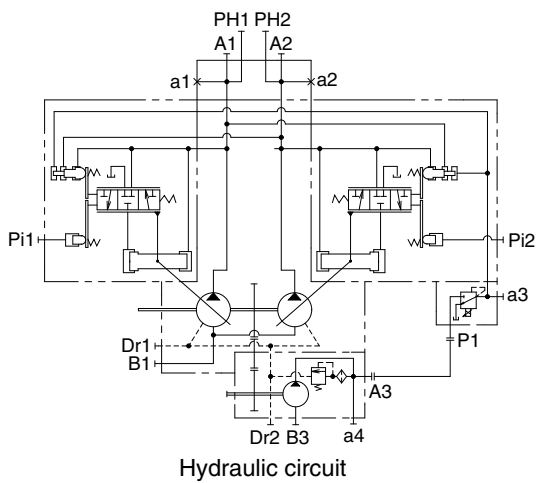 PH1 PH2
A1 A2
a1 a2
Pi1 Pi2
a3
P1
Dr1
B1
A3
Dr2 B3 a4
Hydraulic circuit